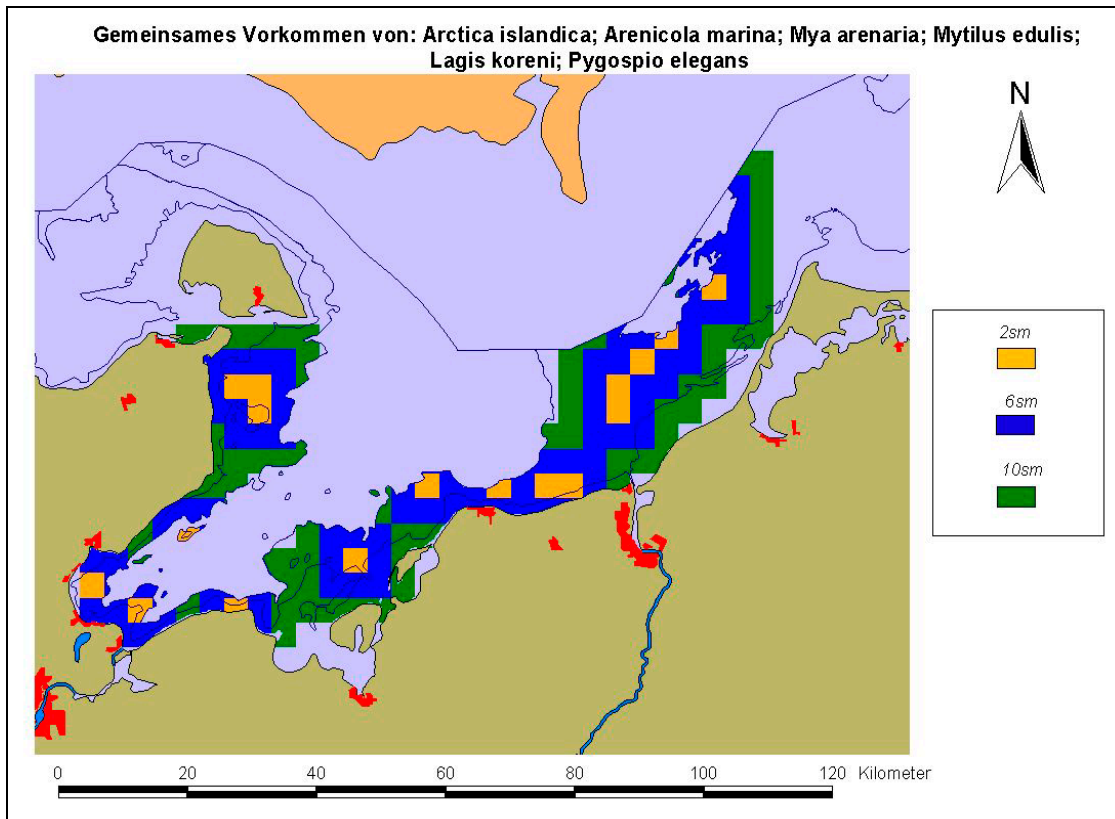 Gemeinsames Vorkommen von: Arctica islandica; Arenicola marina; Mya arenaria; Mytilus edulis;
Lagis koreni; Pygospio elegans
N
2sm
6sm
10sm
0 20 40 60 80 100 120 Kilometer